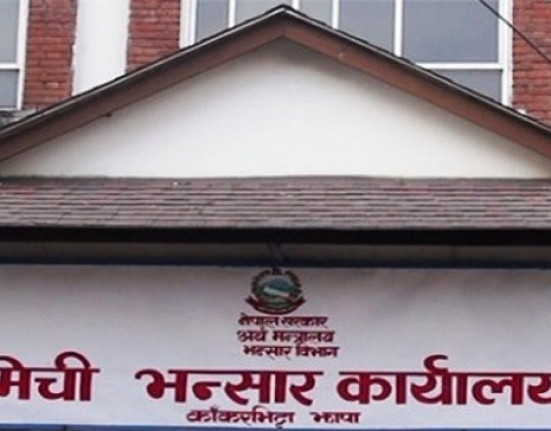 नेपाल सरकार
अर्थ मन्त्रालय
भन्सार विभाग
मिची भन्सार कार्यालय
काँकरभिट्टा झापा